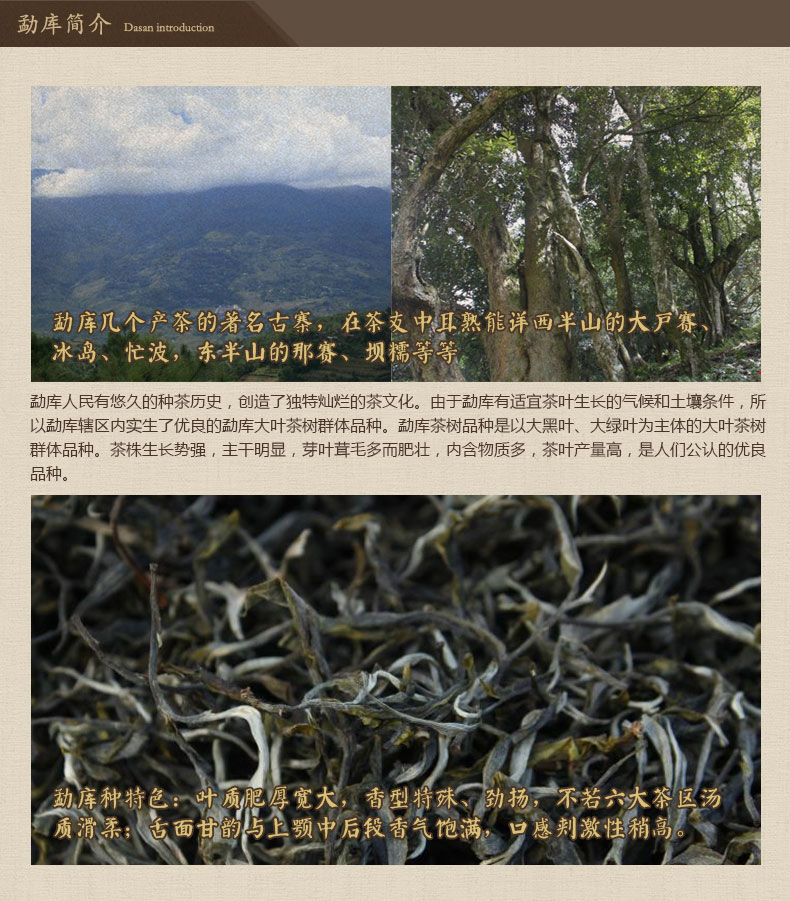 勐库简介 Dasan introduction
勐库几个产茶的著名古寨，在茶友中耳熟能详西半山的大戸赛、
冰岛、忙波，东半山的那赛、坝糯等等
勐库人民有悠久的种茶历史，创造了独特灿烂的茶文化。由于勐库有适宜茶叶生长的气候和土壤条件，所
以勐库辖区内实生了优良的勐库大叶茶树群体品种。勐库茶树品种是以大黑叶、大绿叶为主体的大叶茶树
群体品种。茶株生长势强，主干明显，芽叶茸毛多而肥壮，内含物质多，茶叶产量高，是人们公认的优良
品种。
勐库种特色：叶质肥厚宽大，香型特殊、劲扬，不若六大茶区汤
质滑柔；舌面甘韵与上颚中后段香气饱满，口感刺激性稍高。